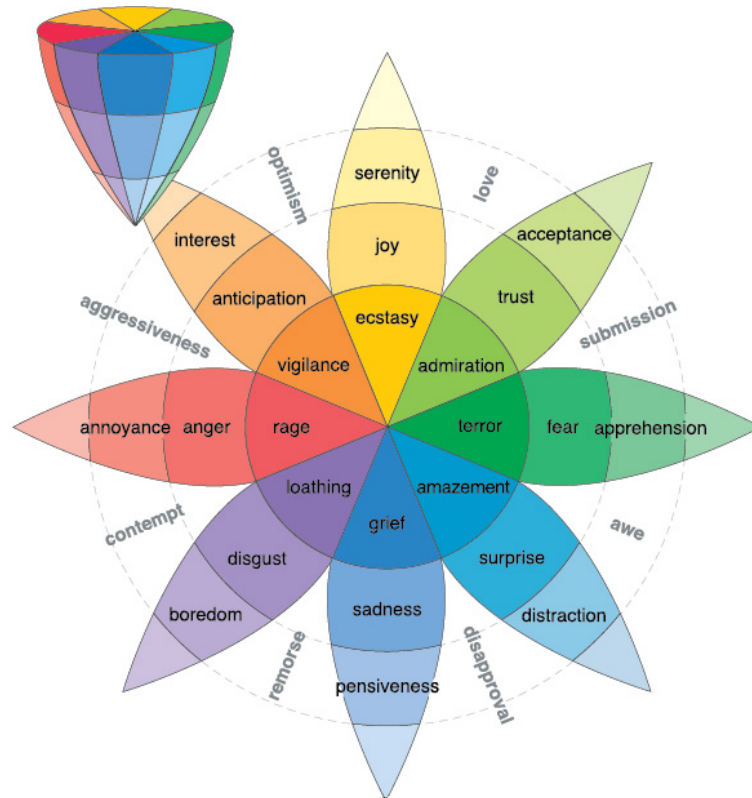 optimism
love
serenity
interest
acceptance
joy
anticipation
trust
aggressiveness
submission
ecstasy
vigilance
admiration
annoyance
anger
rage
terror
fear
apprehension
loathing
amazement
contempt
grief
awe
disgust
surprise
boredom
sadness
distraction
remorse
disapproval
pensiveness